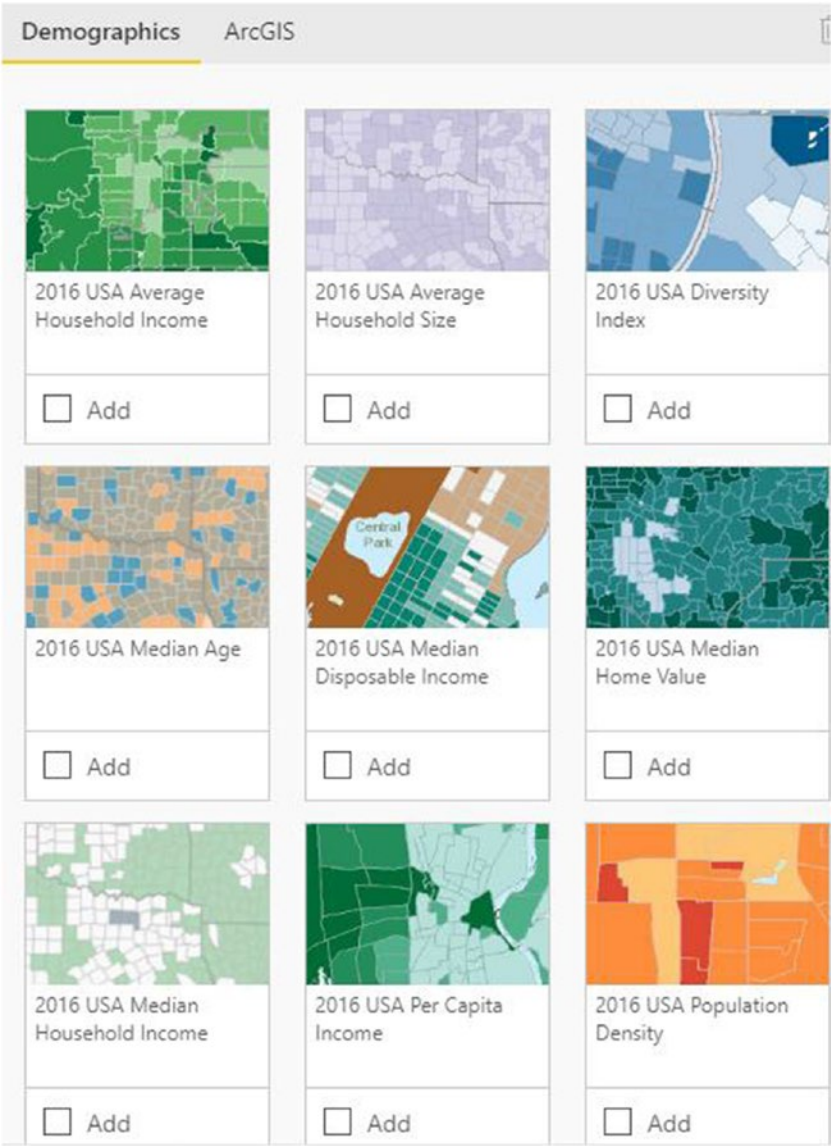 Demographics ArcGIS
2016 USA Average
Household Income
Add
2016 USA Average
Household Size
Add
2016 USA Diversity
Index
Add
2016 USA Median Age
Add
Central
Park
2016 USA Median
Disposable Income
Add
2016 USA Median
Home Value
Add
2016 USA Median
Household Income
Add
2016 USA Per Capita
Income
Add
2016 USA Population
Density
Add